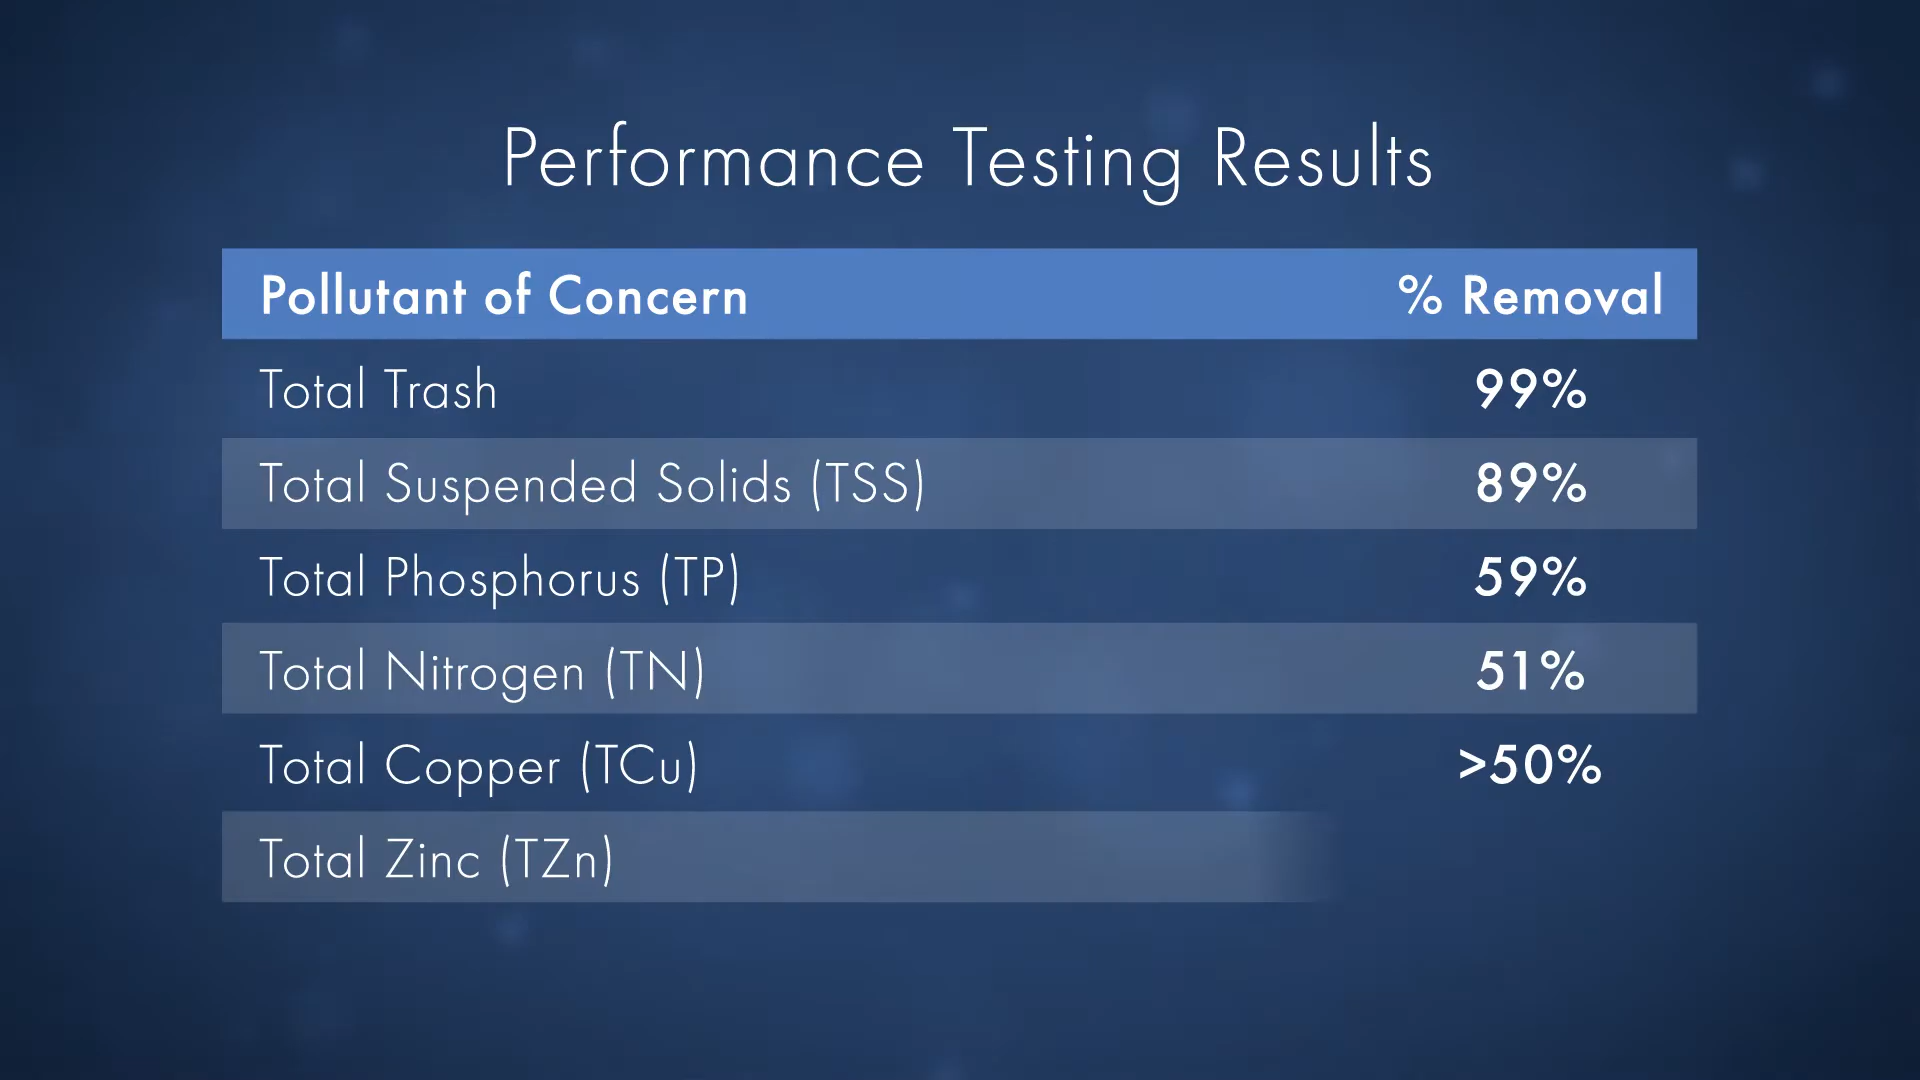 Performance Testing Results
Pollutant of Concern % Removal
Total Trash 99%
Total Suspended Solids (TSS) 89%
Total Phosphorus (TP) 59%
Total Nitrogen (TN) 51%
Total Copper (TCu) >50%
Total Zinc (TZn)